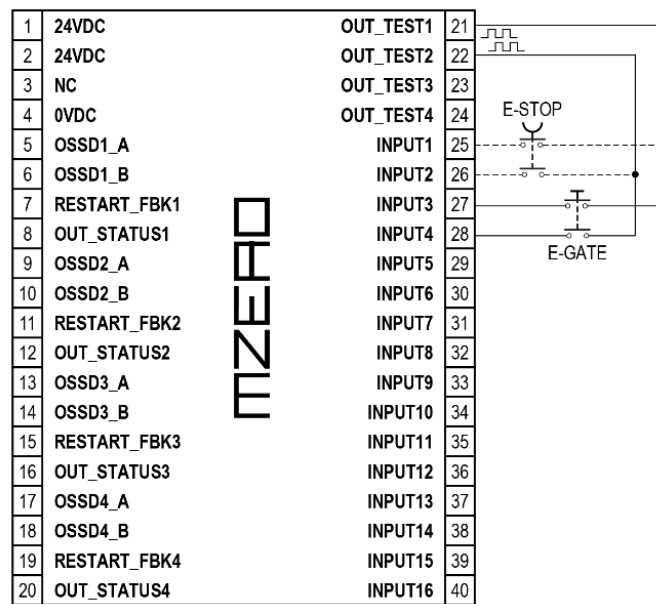 1 24VDC OUT_TEST1 21
2 24VDC OUT_TEST2 22
3 NC OUT_TEST3 23
4 0VDC OUT_TEST4 24
E-STOP
5 OSSD1_A INPUT1 25
6 OSSD1_B INPUT2 26
7 RESTART_FBK1 INPUT3 27
8 OUT_STATUS1 INPUT4 28
E-GATE
9 OSSD2_A INPUT5 29
10 OSSD2_B INPUT6 30
11 RESTART_FBK2 INPUT7 31
12 OUT_STATUS2 INPUT8 32
13 OSSD3_A INPUT9 33
14 OSSD3_B INPUT10 34
15 RESTART_FBK3 INPUT11 35
16 OUT_STATUS3 INPUT12 36
17 OSSD4_A INPUT13 37
18 OSSD4_B INPUT14 38
19 RESTART_FBK4 INPUT15 39
20 OUT_STATUS4 INPUT16 40
MZERO